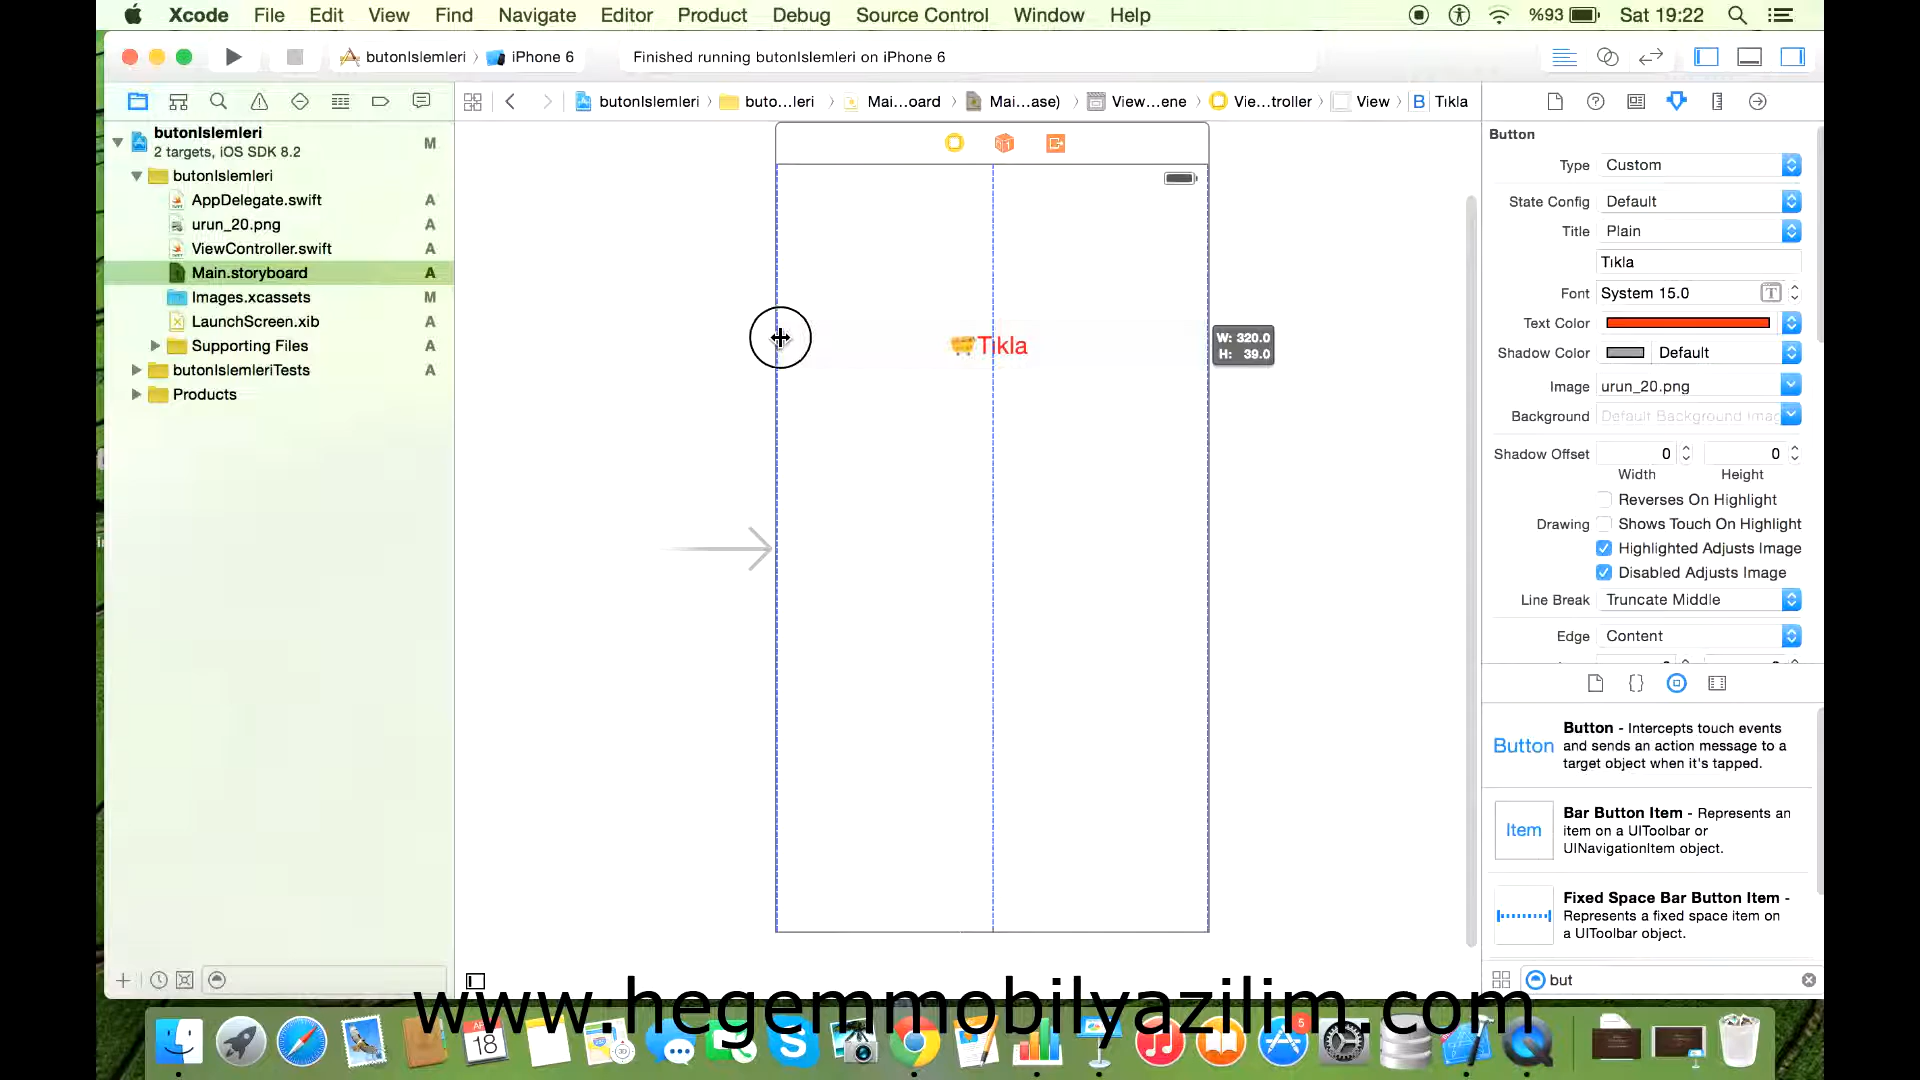 Xcode File Edit View Find Navigate Editor Product Debug Source Control Window Help %93 Sat 19:22
butonIslemleri iPhone 6 Finished running butonIslemleri on iPhone 6
butonIslemleri buto...leri Mai...oard Mai...ase) View...ene Vie...troller View B Tıkla
butonIslemleri M
2 targets, iOS SDK 8.2
butonIslemleri
AppDelegate.swift A
urun_20.png A
ViewController.swift A
Main.storyboard A
Images.xcassets M
LaunchScreen.xib A
Supporting Files A
butonIslemleriTests A
Products
Tıkla
W: 320.0
H: 39.0
Button
Type Custom
State Config Default
Title Plain
Tıkla
Font System 15.0 T
Text Color
Shadow Color Default
Image urun_20.png
Background Default Background Imag
Shadow Offset 0 0
Width Height
Reverses On Highlight
Drawing Shows Touch On Highlight
Highlighted Adjusts Image
Disabled Adjusts Image
Line Break Truncate Middle
Edge Content
Button
Button - Intercepts touch events
and sends an action message to a
target object when it's tapped.
Item
Bar Button Item - Represents an
item on a UIToolbar or
UINavigationItem object.
Fixed Space Bar Button Item -
Represents a fixed space item on
a UIToolbar object.
but
www.hegemmobilyazilim.com
18
5